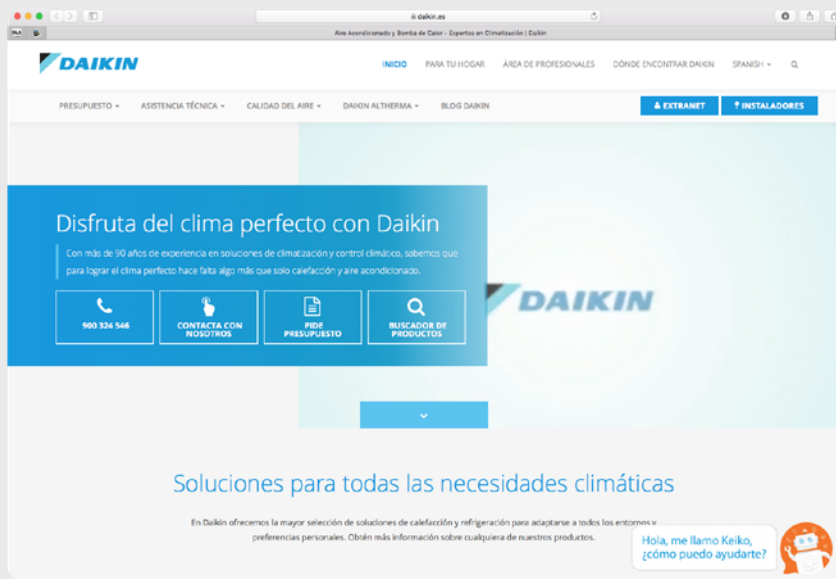 daikin.es
Aire Acondicionado y Bomba de Calor - Expertos en Climatización | Daikin
DAIKIN
INICIO PARA TU HOGAR ÁREA DE PROFESIONALES DÓNDE ENCONTRAR DAIKIN SPANISH
PRESUPUESTO ASISTENCIA TÉCNICA CALIDAD DEL AIRE DAIKIN ALTHERMA BLOG DAIKIN EXTRANET INSTALADORES
Disfruta del clima perfecto con Daikin
Con más de 90 años de experiencia en soluciones de climatización y control climático, sabemos que
para lograr el clima perfecto hace falta algo más que solo calefacción y aire acondicionado.
900 324 546
CONTACTA CON
NOSOTROS
PIDE
PRESUPUESTO
BUSCADOR DE
PRODUCTOS
DAIKIN
Soluciones para todas las necesidades climáticas
En Daikin ofrecemos la mayor selección de soluciones de calefacción y refrigeración para adaptarse a todos los entornos y
preferencias personales. Obtén más información sobre cualquiera de nuestros productos.
Hola, me llamo Keiko,
¿cómo puedo ayudarte?